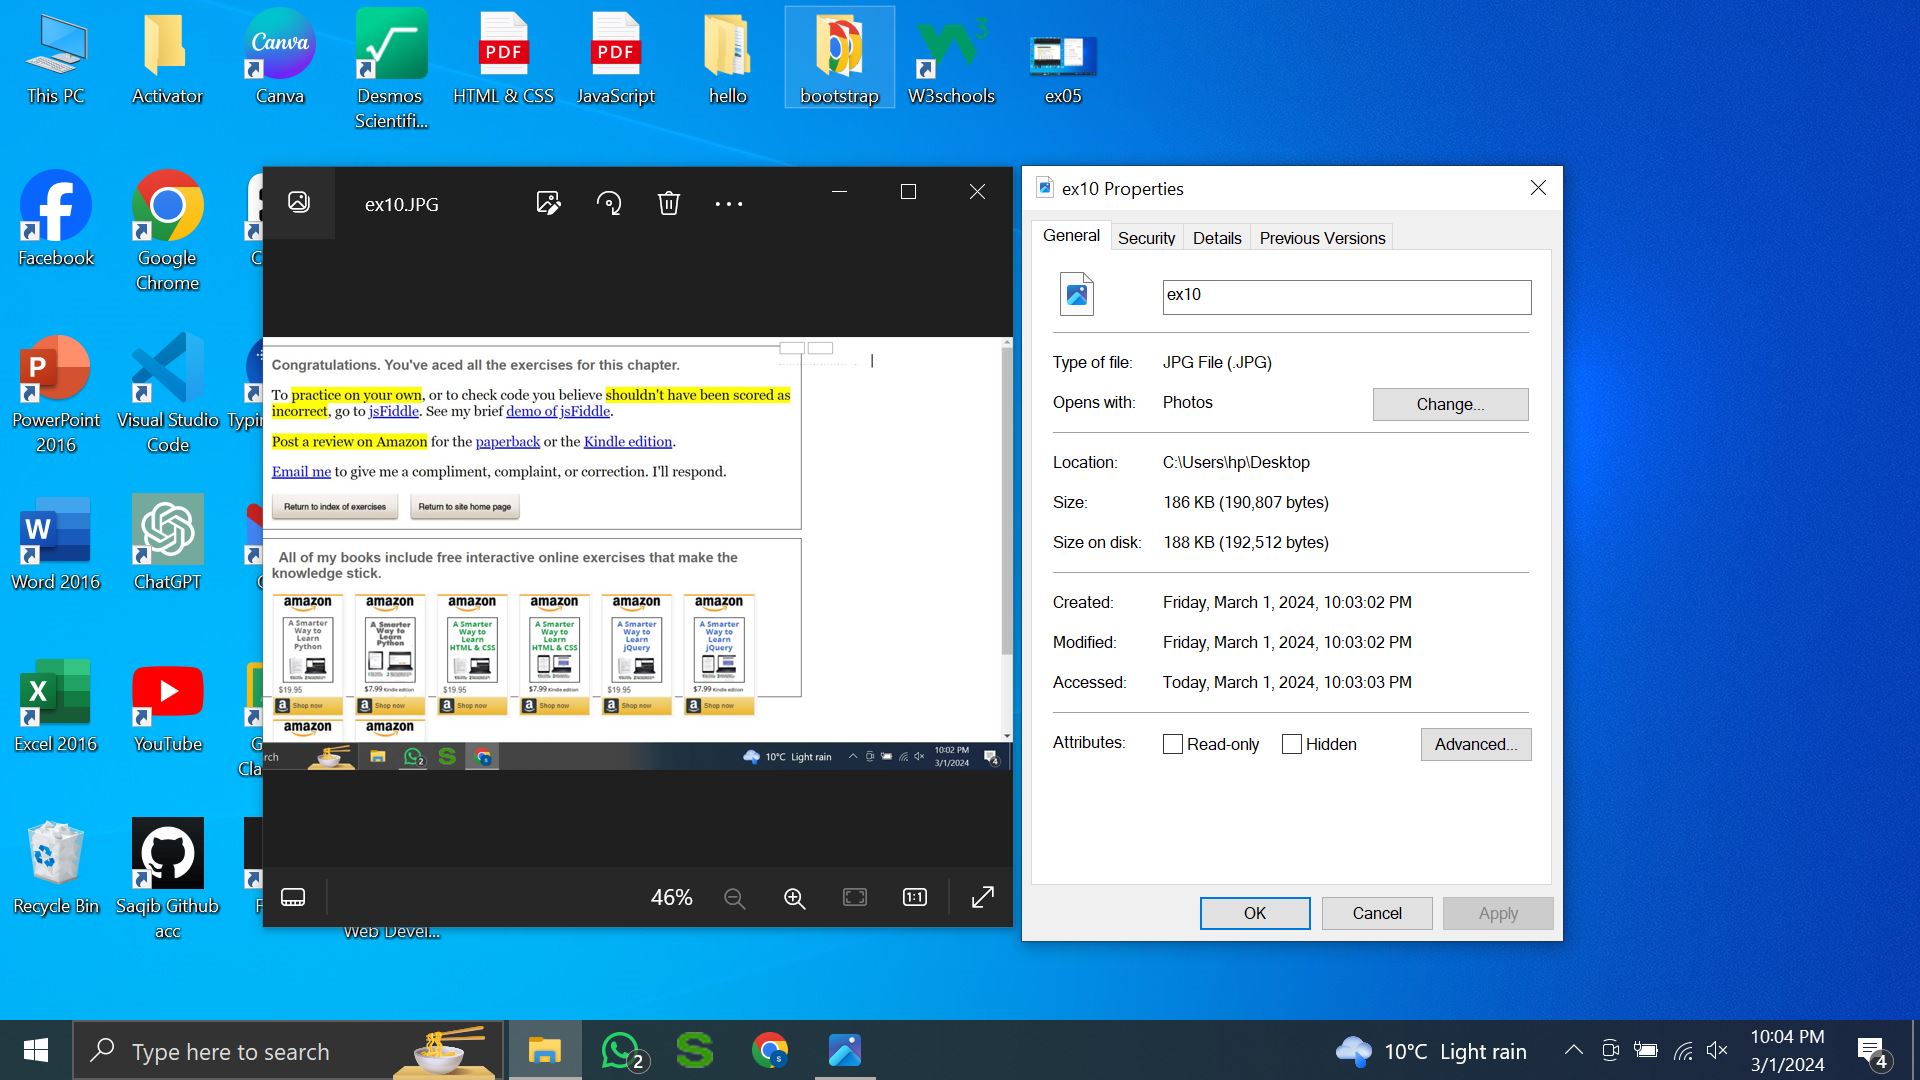 This PC
Activator
Canva
Canva
Desmos
Scientifi...
PDF
HTML & CSS
PDF
JavaScript
hello
bootstrap
3
W3schools
ex05
Facebook
Google
Chrome
PowerPoint
2016
Visual Studio
Code
Word 2016
ChatGPT
Excel 2016
YouTube
Recycle Bin
Saqib Github
acc
Web Devel...
ex10.JPG
Congratulations. You've aced all the exercises for this chapter.
To practice on your own, or to check code you believe shouldn't have been scored as
incorrect, go to jsFiddle. See my brief demo of jsFiddle.
Post a review on Amazon for the paperback or the Kindle edition.
Email me to give me a compliment, complaint, or correction. I'll respond.
Return to index of exercises
Return to site home page
All of my books include free interactive online exercises that make the
knowledge stick.
amazon
A Smarter
Way to
Learn
Python
$19.95
Shop now
amazon
A Smarter
Way to
Learn
Python
$7.99 Kindle edition
Shop now
amazon
A Smarter
Way to
Learn
HTML & CSS
$19.95
Shop now
amazon
A Smarter
Way to
Learn
HTML & CSS
$7.99 Kindle edition
Shop now
amazon
A Smarter
Way to
Learn
jQuery
$19.95
Shop now
amazon
A Smarter
Way to
Learn
jQuery
$7.99 Kindle edition
Shop now
amazon
amazon
rch
2
10°C Light rain
10:02 PM
3/1/2024
4
46%
1:1
ex10 Properties
General
Security
Details
Previous Versions
ex10
Type of file: JPG File (.JPG)
Opens with: Photos
Change...
Location: C:\Users\hp\Desktop
Size: 186 KB (190,807 bytes)
Size on disk: 188 KB (192,512 bytes)
Created: Friday, March 1, 2024, 10:03:02 PM
Modified: Friday, March 1, 2024, 10:03:02 PM
Accessed: Today, March 1, 2024, 10:03:03 PM
Attributes: Read-only Hidden
Advanced...
OK
Cancel
Apply
Type here to search
2
10°C Light rain
10:04 PM
3/1/2024
4